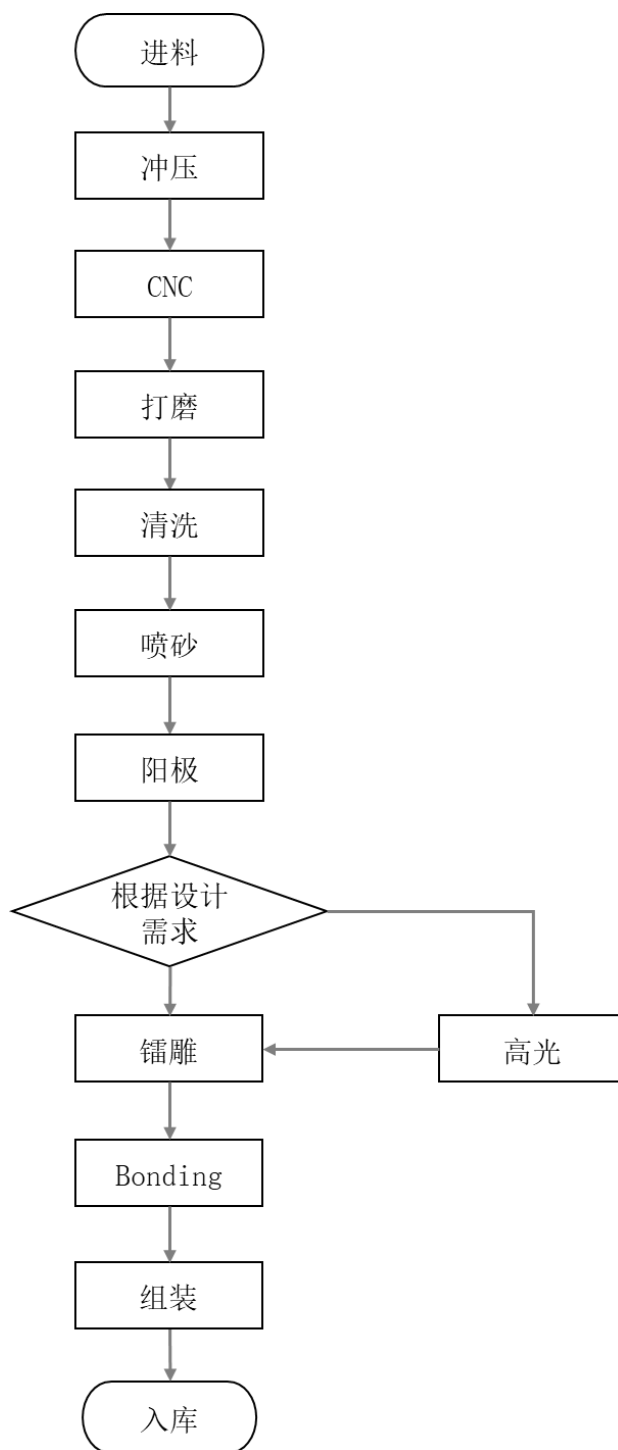 进料
冲压
CNC
打磨
清洗
喷砂
阳极
根据设计
需求
镭雕
高光
Bonding
组装
入库